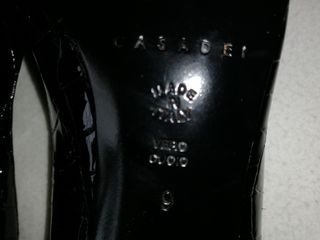 CASADEI
MADE
IN
ITALY
VERO
CUOIO
9